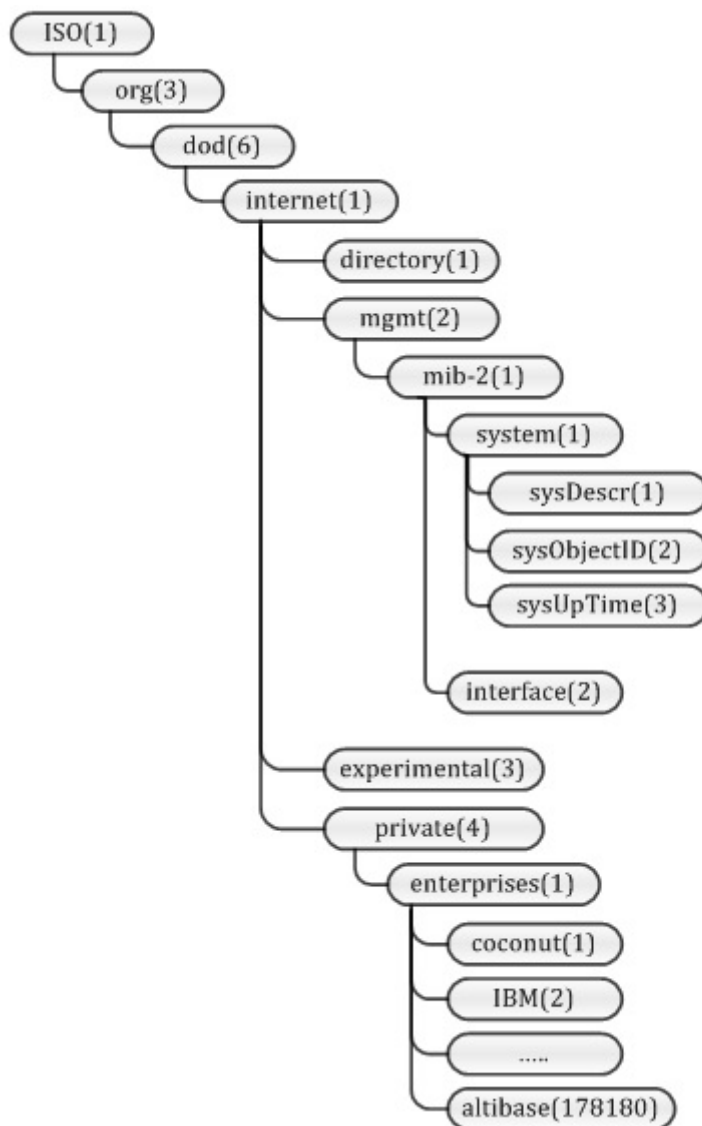 ISO(1)
org(3)
dod(6)
internet(1)
directory(1)
mgmt(2)
mib-2(1)
system(1)
sysDescr(1)
sysObjectID(2)
sysUpTime(3)
interface(2)
experimental(3)
private(4)
enterprises(1)
coconut(1)
IBM(2)
.....
altibase(178180)